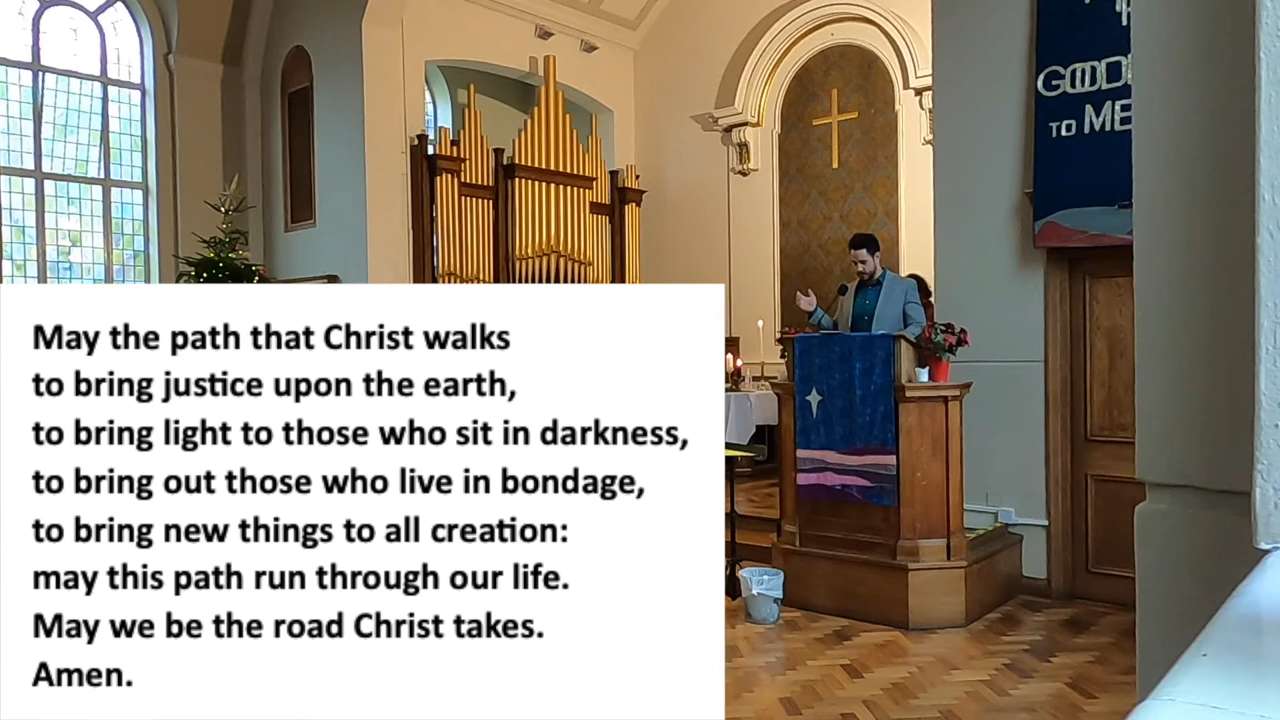 May the path that Christ walks
to bring justice upon the earth,
to bring light to those who sit in darkness,
to bring out those who live in bondage,
to bring new things to all creation:
may this path run through our life.
May we be the road Christ takes.
Amen.
TO ME